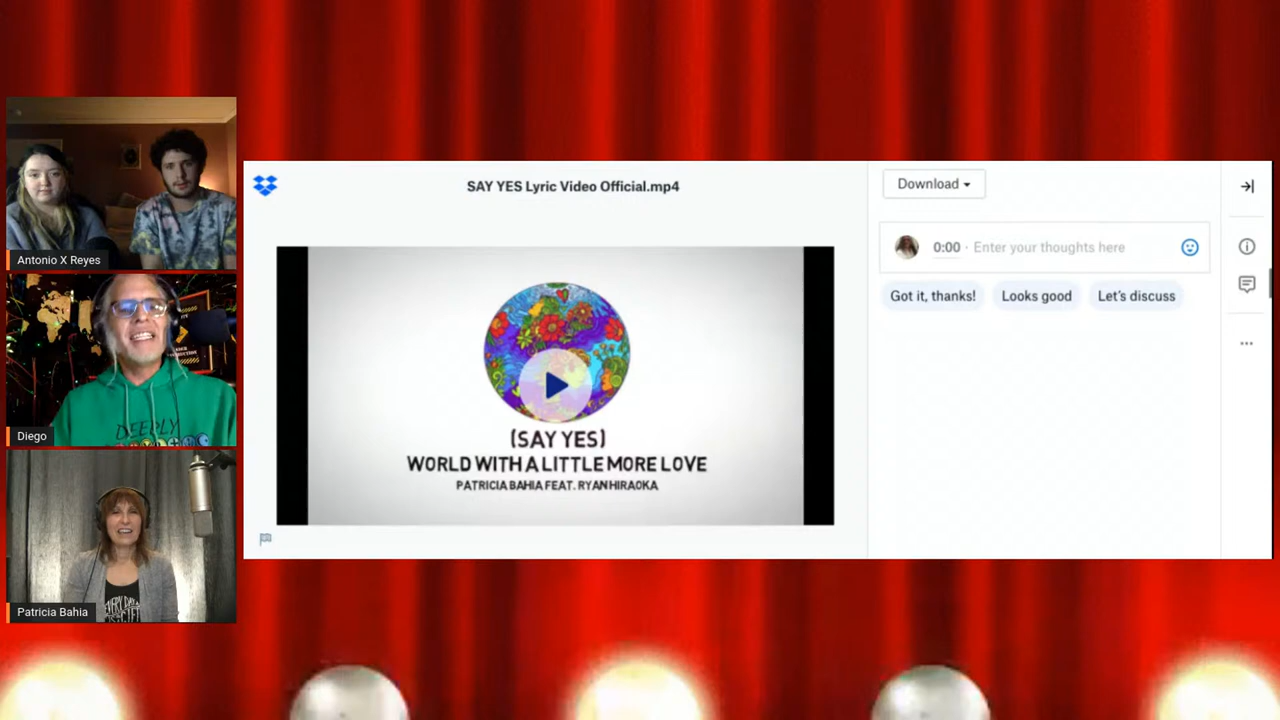 Antonio X Reyes
Diego
DEEPLY
Patricia Bahia
SAY YES Lyric Video Official.mp4
(SAY YES)
WORLD WITH A LITTLE MORE LOVE
PATRICIA BAHIA FEAT. RYAN HIRAOKA
Download
0:00 · Enter your thoughts here
Got it, thanks!
Looks good
Let's discuss